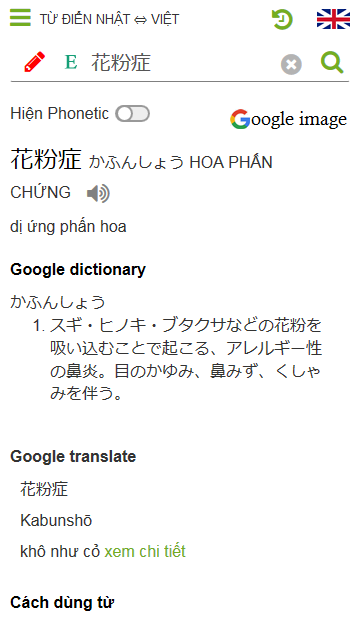 TỪ ĐIỂN NHẬT ⇔ VIỆT
E 花粉症
Hiện Phonetic
Google image
花粉症 かふんしょう HOA PHẤN
CHỨNG
dị ứng phấn hoa
Google dictionary
かふんしょう
1. スギ・ヒノキ・ブタクサなどの花粉を
吸い込むことで起こる、アレルギー性
の鼻炎。目のかゆみ、鼻みず、くしゃ
みを伴う。
Google translate
花粉症
Kabunshō
khô như cỏ xem chi tiết
Cách dùng từ